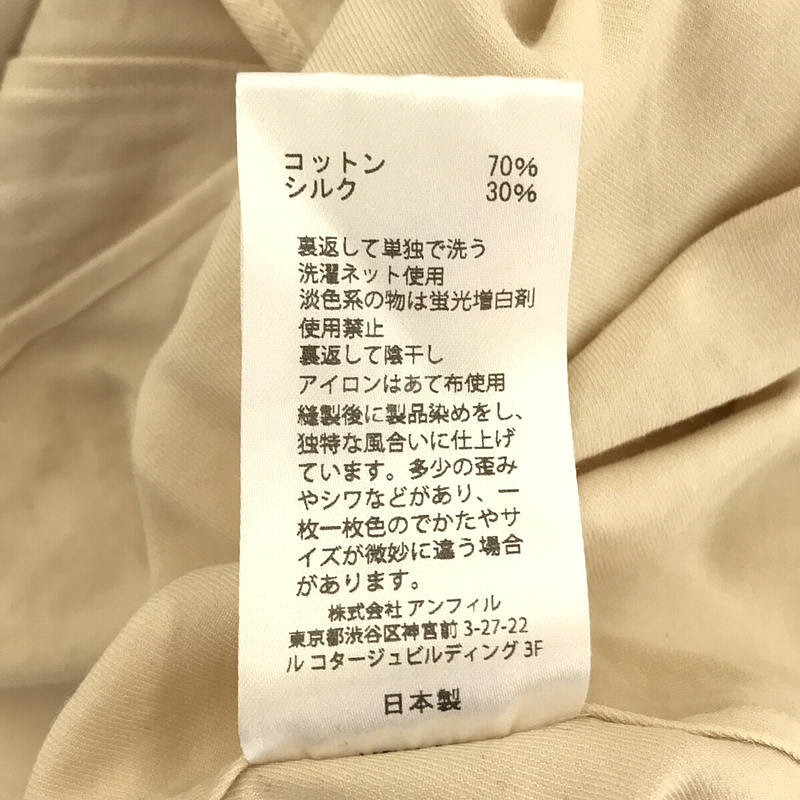 コットン 70%
シルク 30%
裏返して単独で洗う
洗濯ネット使用
淡色系の物は蛍光増白剤
使用禁止
裏返して陰干し
アイロンはあて布使用
縫製後に製品染めをし、
独特な風合いに仕上げ
ています。多少の歪み
やシワなどがあり、一
枚一枚色のでかたやサ
イズが微妙に違う場合
があります。
株式会社 アンフィル
東京都渋谷区神宮前 3-27-22
ル コタージュビルディング 3F
日本製